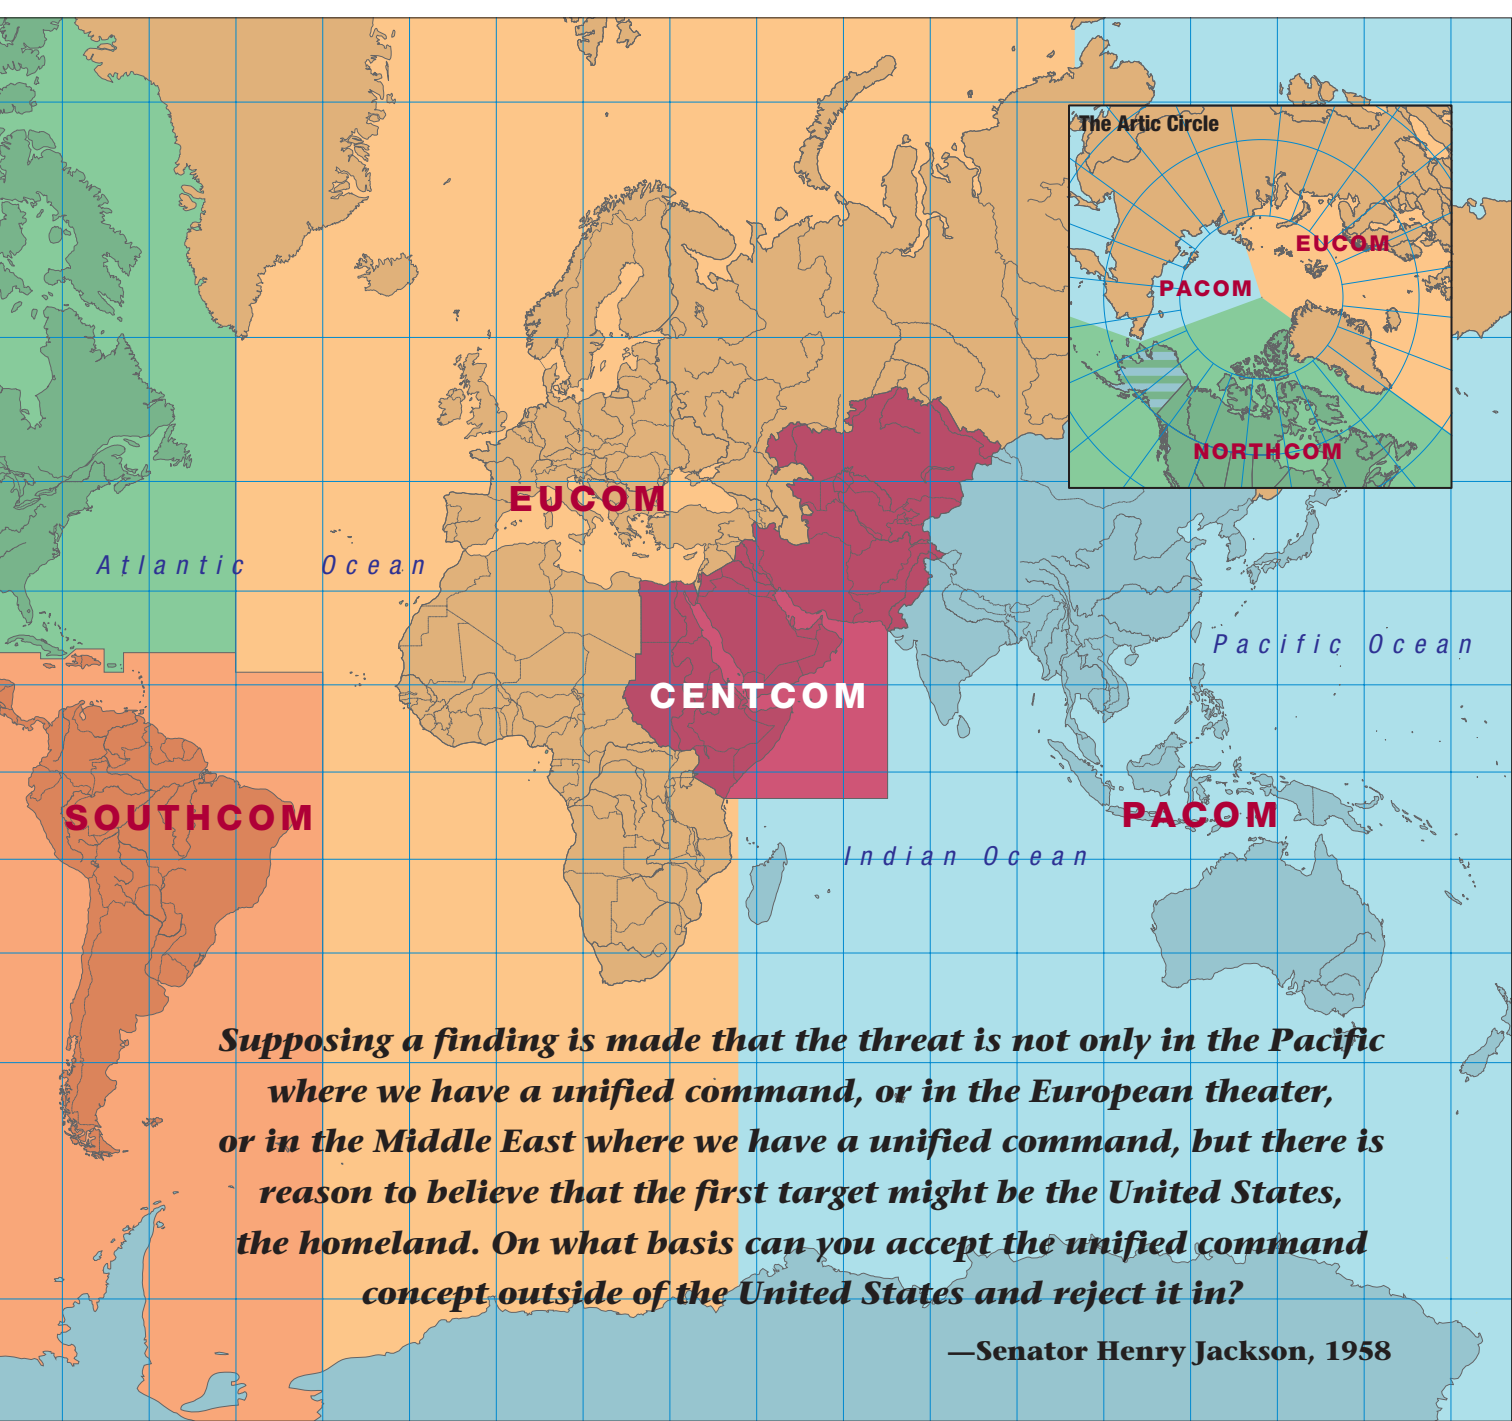 The Artic Circle
EUCOM
PACOM
NORTHCOM
EUCOM
Atlantic Ocean
Pacific Ocean
CENTCOM
SOUTHCOM
PACOM
Indian Ocean
Supposing a finding is made that the threat is not only in the Pacific
where we have a unified command, or in the European theater,
or in the Middle East where we have a unified command, but there is
reason to believe that the first target might be the United States,
the homeland. On what basis can you accept the unified command
concept outside of the United States and reject it in?
—Senator Henry Jackson, 1958